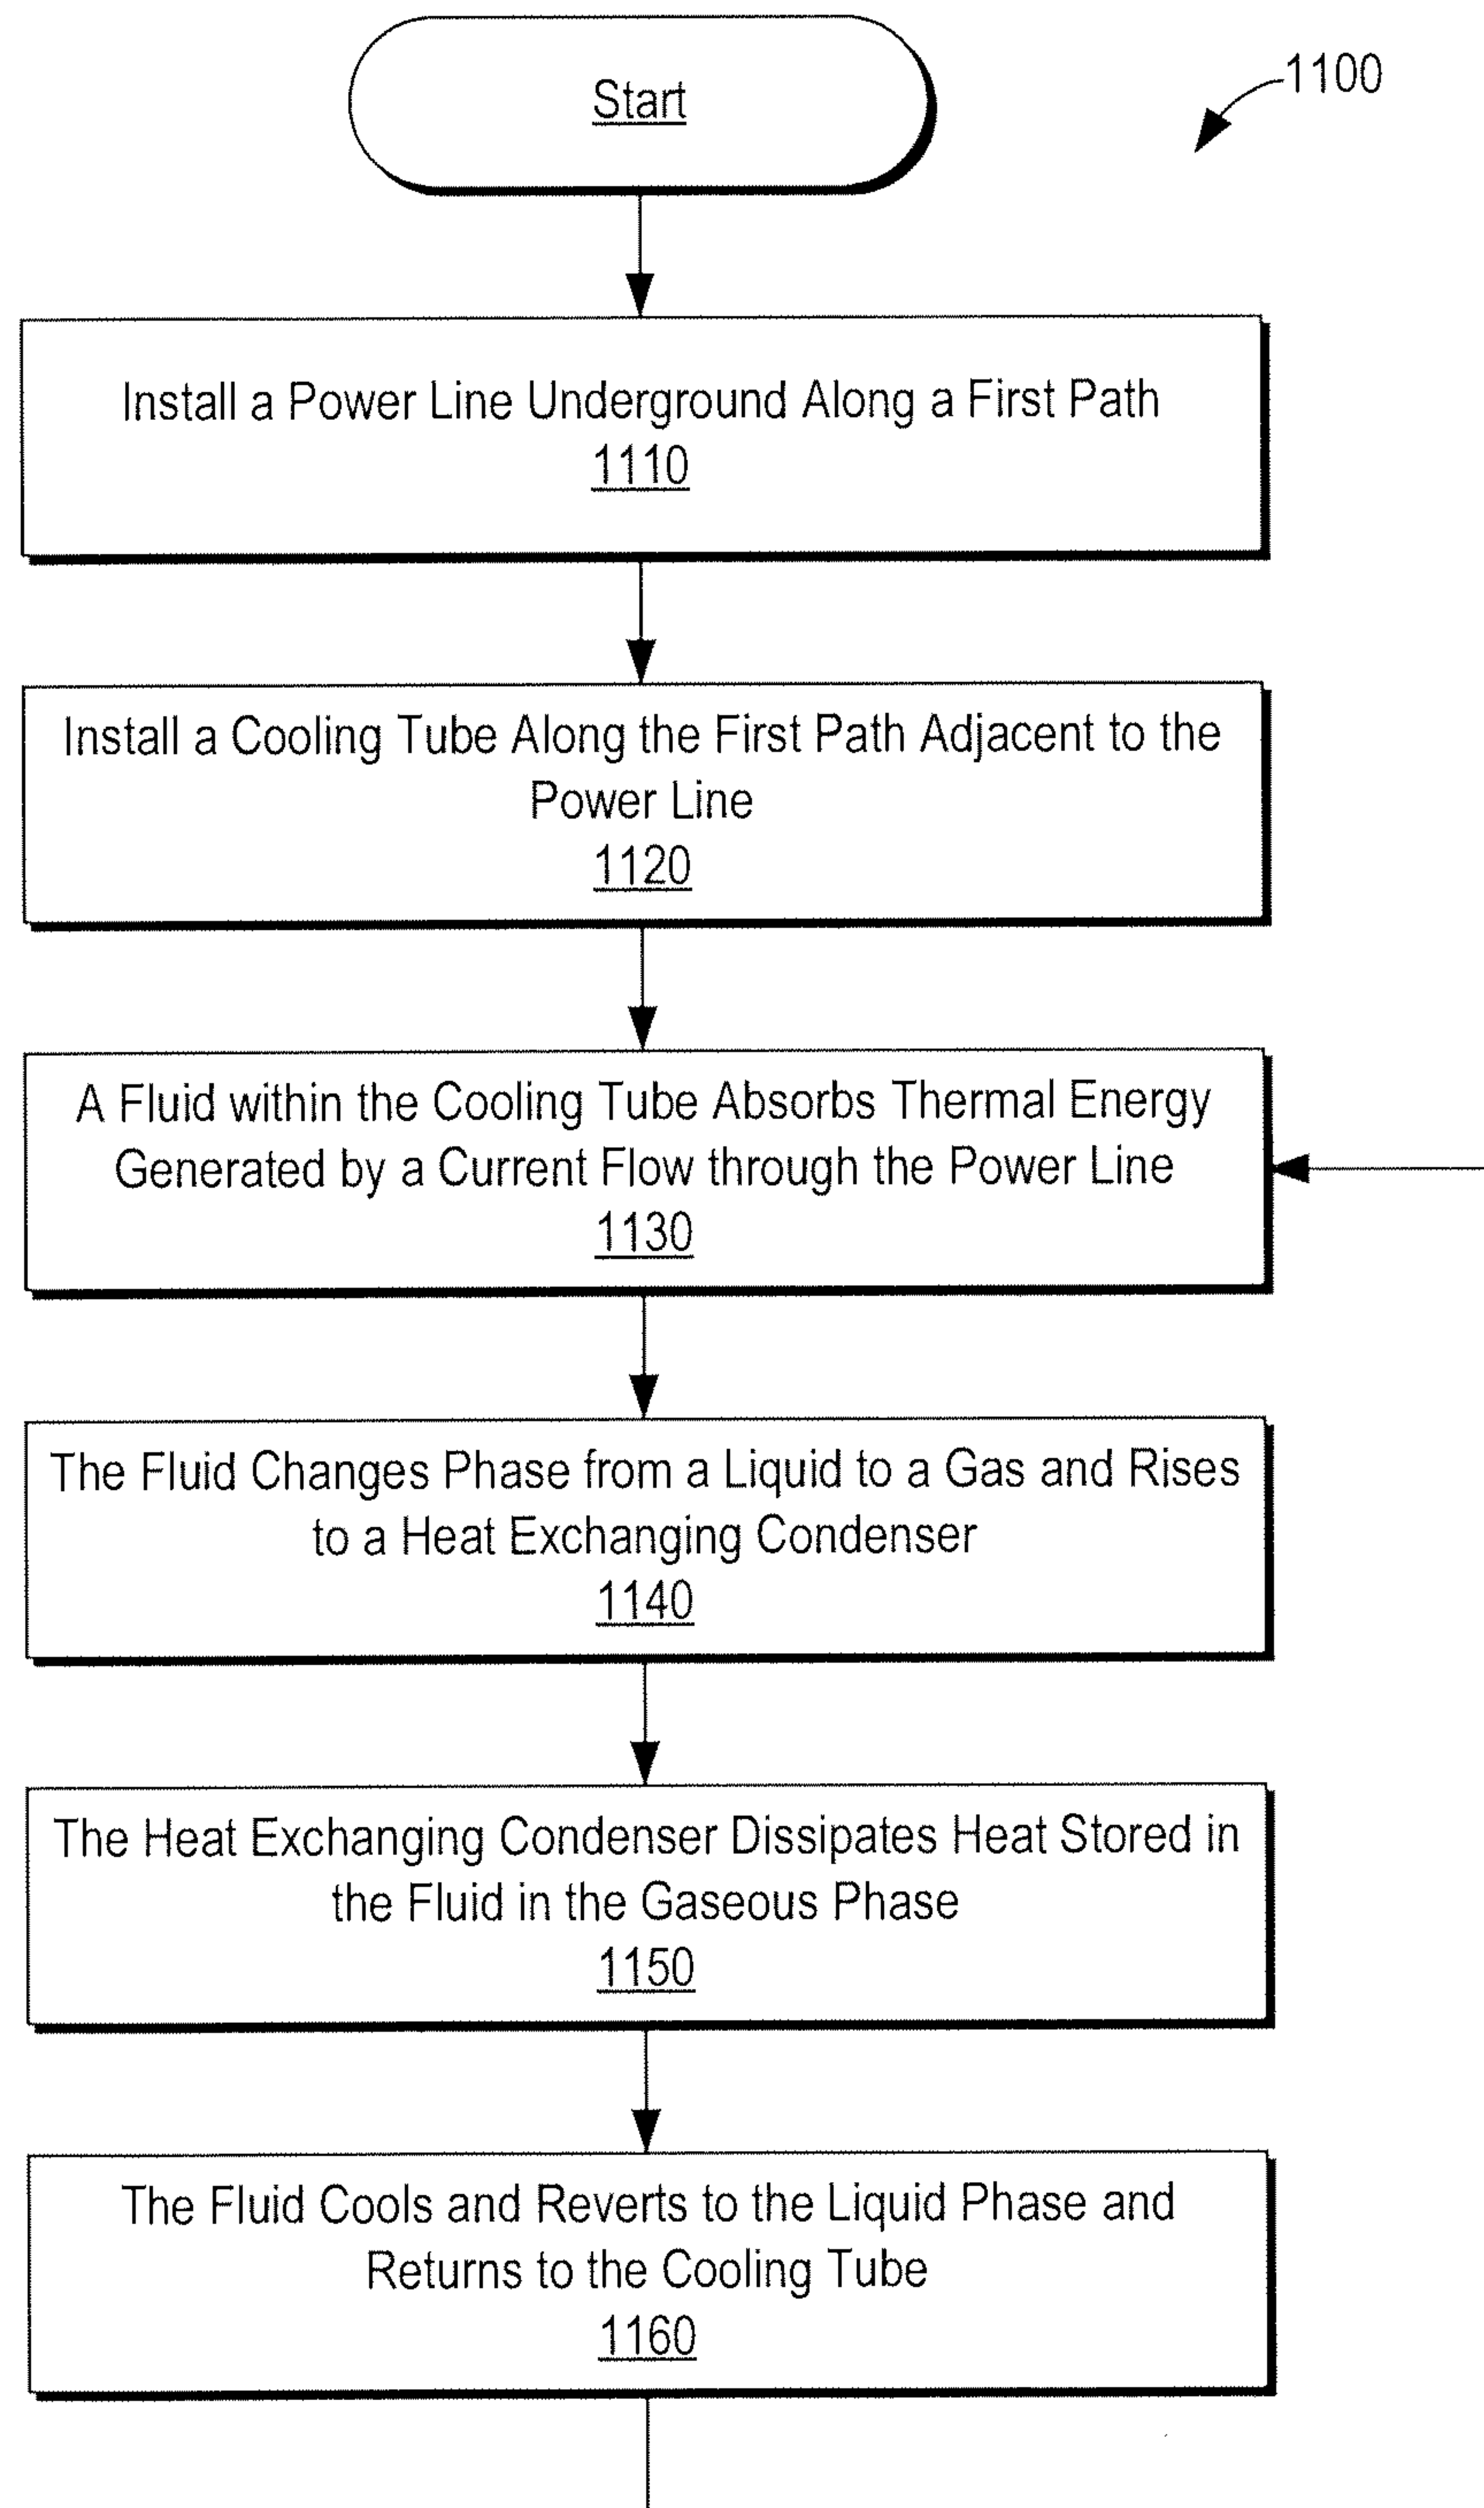 Start
1100
Install a Power Line Underground Along a First Path
1110
Install a Cooling Tube Along the First Path Adjacent to the
Power Line
1120
A Fluid within the Cooling Tube Absorbs Thermal Energy
Generated by a Current Flow through the Power Line
1130
The Fluid Changes Phase from a Liquid to a Gas and Rises
to a Heat Exchanging Condenser
1140
The Heat Exchanging Condenser Dissipates Heat Stored in
the Fluid in the Gaseous Phase
1150
The Fluid Cools and Reverts to the Liquid Phase and
Returns to the Cooling Tube
1160